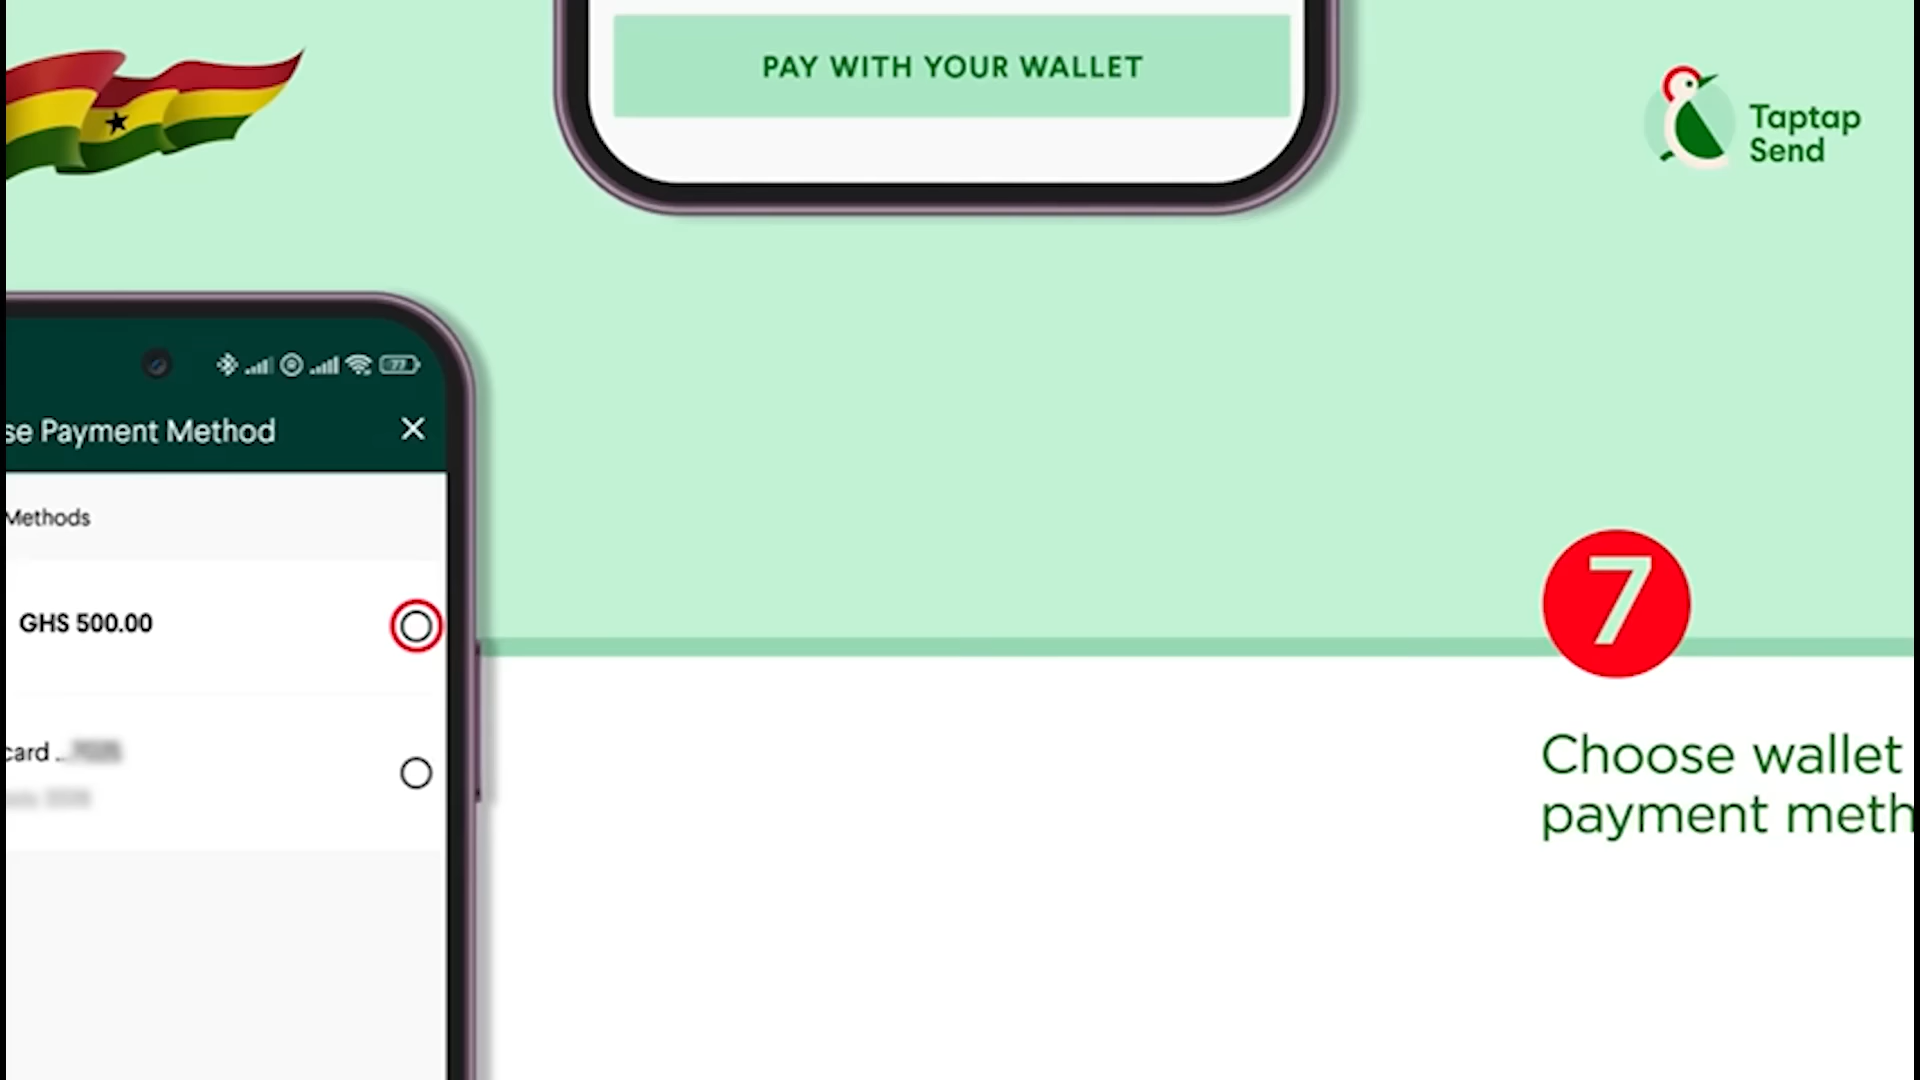 PAY WITH YOUR WALLET
Taptap
Send
77
se Payment Method
Methods
GHS 500.00
card ..
7
Choose wallet
payment meth